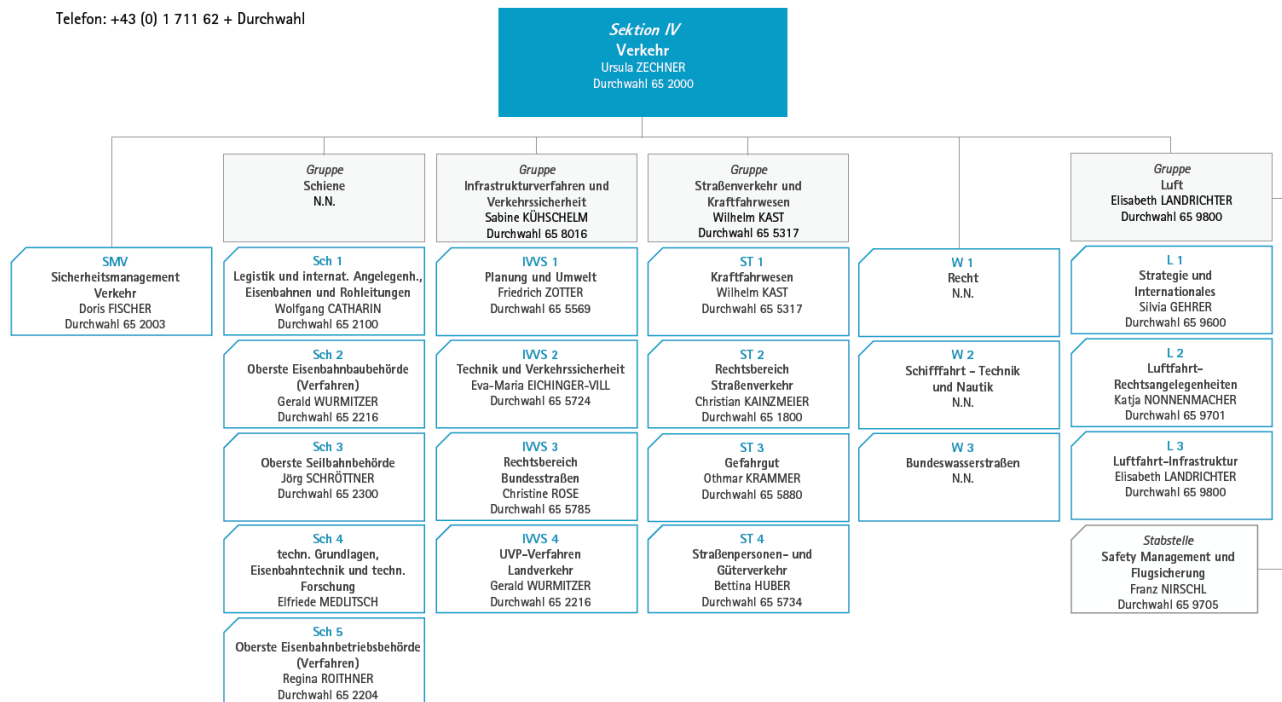 Telefon: +43 (0) 1 711 62 + Durchwahl
Sektion IV
Verkehr
Ursula ZECHNER
Durchwahl 65 2000
Gruppe
Schiene
N.N.
Gruppe
Infrastrukturverfahren und
Verkehrssicherheit
Sabine KÜHSCHELM
Durchwahl 65 8016
Gruppe
Straßenverkehr und
Kraftfahrwesen
Wilhelm KAST
Durchwahl 65 5317
Gruppe
Luft
Elisabeth LANDRICHTER
Durchwahl 65 9800
SMV
Sicherheitsmanagement
Verkehr
Doris FISCHER
Durchwahl 65 2003
Sch 1
Legistik und internat. Angelegenh.,
Eisenbahnen und Rohleitungen
Wolfgang CATHARIN
Durchwahl 65 2100
Sch 2
Oberste Eisenbahnbaubehörde
(Verfahren)
Gerald WURMITZER
Durchwahl 65 2216
Sch 3
Oberste Seilbahnbehörde
Jörg SCHRÖTTNER
Durchwahl 65 2300
Sch 4
techn. Grundlagen,
Eisenbahntechnik und techn.
Forschung
Elfriede MEDLITSCH
Sch 5
Oberste Eisenbahnbetriebsbehörde
(Verfahren)
Regina ROITHNER
Durchwahl 65 2204
IVVS 1
Planung und Umwelt
Friedrich ZOTTER
Durchwahl 65 5569
IVVS 2
Technik und Verkehrssicherheit
Eva-Maria EICHINGER-VILL
Durchwahl 65 5724
IVVS 3
Rechtsbereich
Bundesstraßen
Christine ROSE
Durchwahl 65 5785
IVVS 4
UVP-Verfahren
Landverkehr
Gerald WURMITZER
Durchwahl 65 2216
ST 1
Kraftfahrwesen
Wilhelm KAST
Durchwahl 65 5317
ST 2
Rechtsbereich
Straßenverkehr
Christian KAINZMEIER
Durchwahl 65 1800
ST 3
Gefahrgut
Othmar KRAMMER
Durchwahl 65 5880
ST 4
Straßenpersonen- und
Güterverkehr
Bettina HUBER
Durchwahl 65 5734
W 1
Recht
N.N.
W 2
Schifffahrt - Technik
und Nautik
N.N.
W 3
Bundeswasserstraßen
N.N.
L 1
Strategie und
Internationales
Silvia GEHRER
Durchwahl 65 9600
L 2
Luftfahrt-
Rechtsangelegenheiten
Katja NONNENMACHER
Durchwahl 65 9701
L 3
Luftfahrt-Infrastruktur
Elisabeth LANDRICHTER
Durchwahl 65 9800
Stabstelle
Safety Management und
Flugsicherung
Franz NIRSCHL
Durchwahl 65 9705